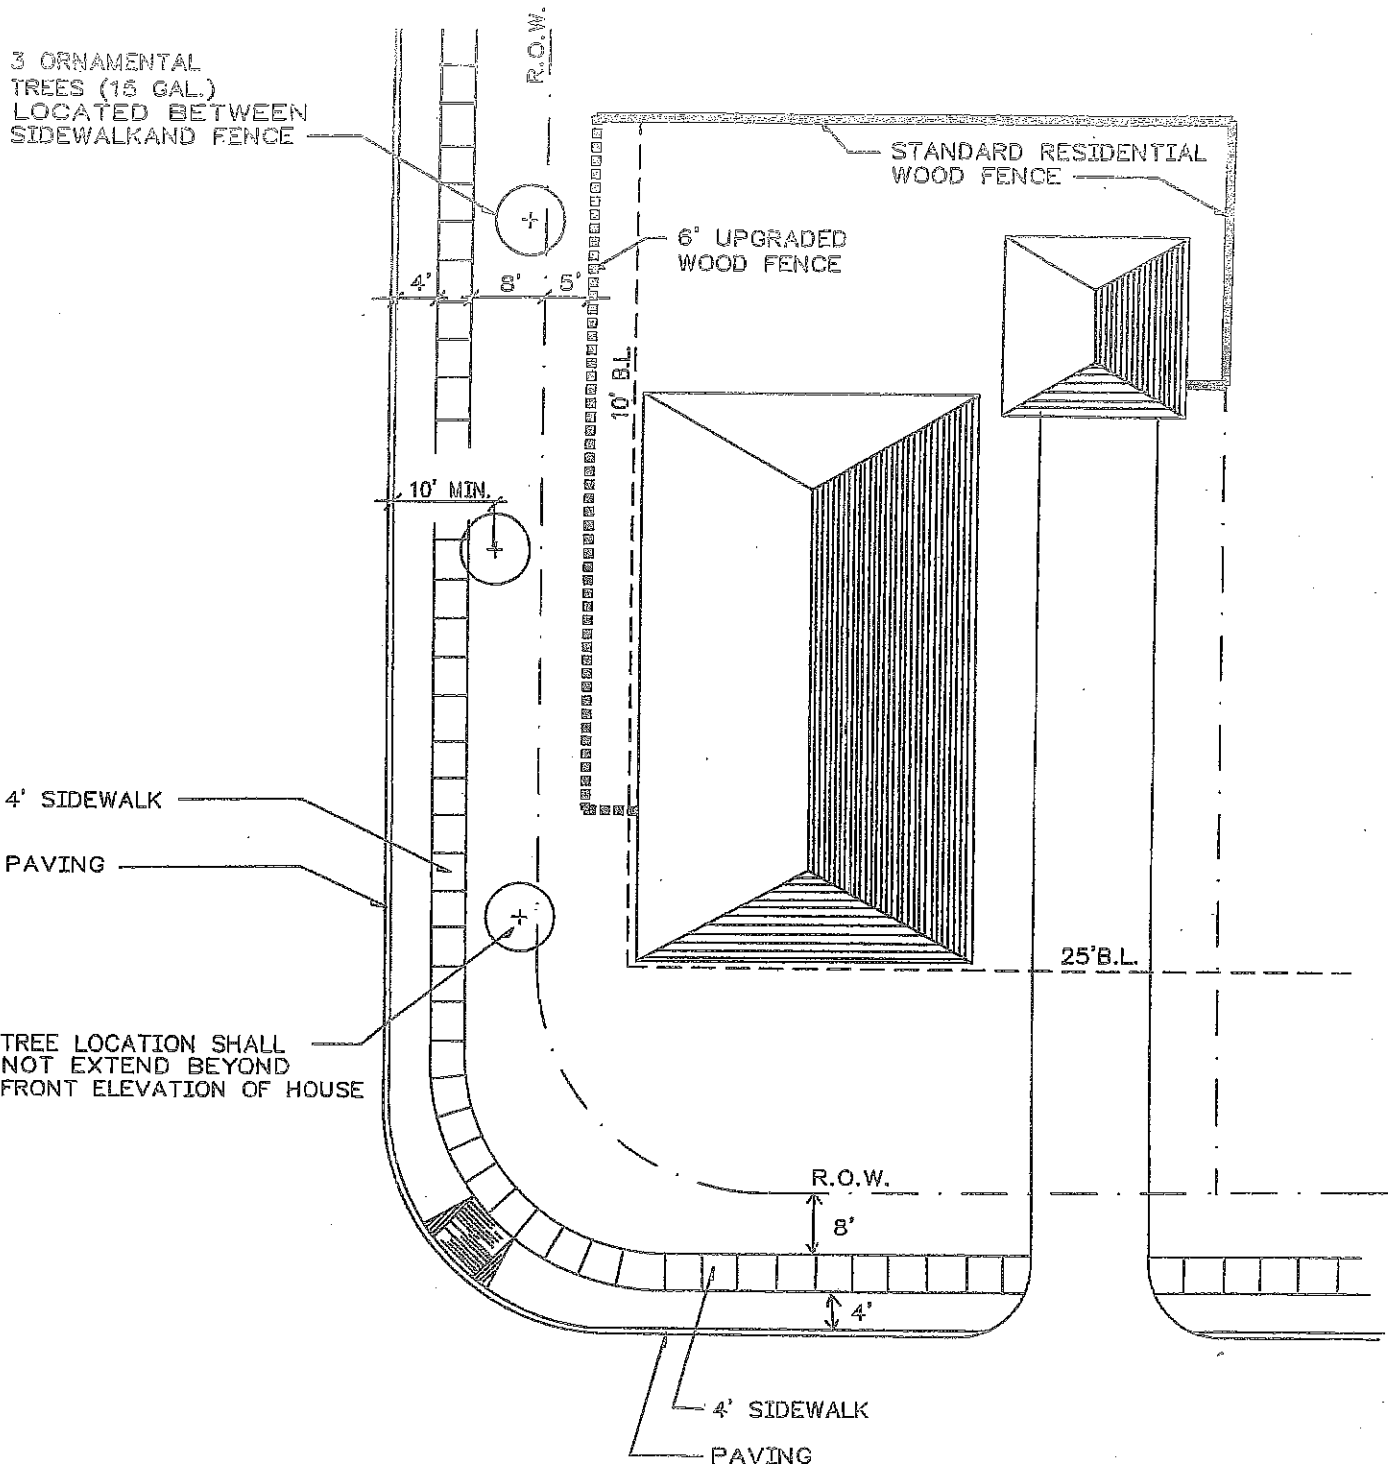 R.O.W.
3 ORNAMENTAL
TREES (15 GAL.)
LOCATED BETWEEN
SIDEWALKAND FENCE
STANDARD RESIDENTIAL
WOOD FENCE
6' UPGRADED
WOOD FENCE
4'
8'
5'
10' B.L.
10' MIN.
4' SIDEWALK
PAVING
25'B.L.
TREE LOCATION SHALL
NOT EXTEND BEYOND
FRONT ELEVATION OF HOUSE
R.O.W.
8'
4'
4' SIDEWALK
PAVING